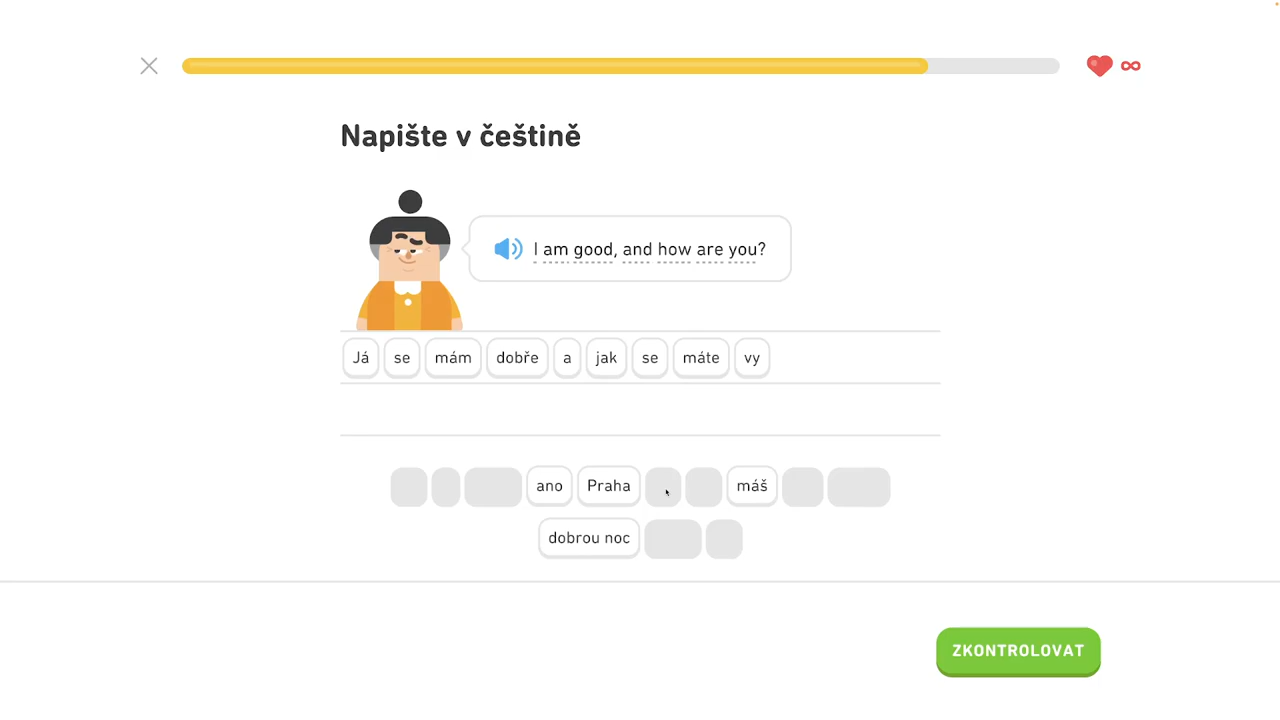 Napište v češtině
I am good, and how are you?
Já se mám dobře a jak se máte vy
ano Praha máš
dobrou noc
ZKONTROLOVAT